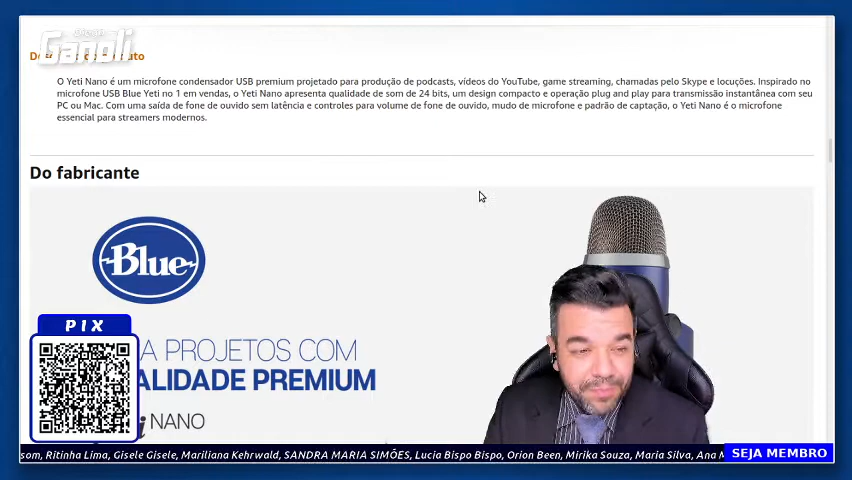 Ganoli
O Yeti Nano é um microfone condensador USB premium projetado para produção de podcasts, vídeos do YouTube, game streaming, chamadas pelo Skype e locuções. Inspirado no
microfone USB Blue Yeti no 1 em vendas, o Yeti Nano apresenta qualidade de som de 24 bits, um design compacto e operação plug and play para transmissão instantânea com seu
PC ou Mac. Com uma saída de fone de ouvido sem latência e controles para volume de fone de ouvido, mudo de microfone e padrão de captação, o Yeti Nano é o microfone
essencial para streamers modernos.
Do fabricante
Blue
PIX
A PROJETOS COM
ALIDADE PREMIUM
i NANO
som, Ritinha Lima, Gisele Gisele, Mariliana Kehrwald, SANDRA MARIA SIMÕES, Lucia Bispo Bispo, Orion Been, Mirika Souza, Maria Silva, Ana
SEJA MEMBRO